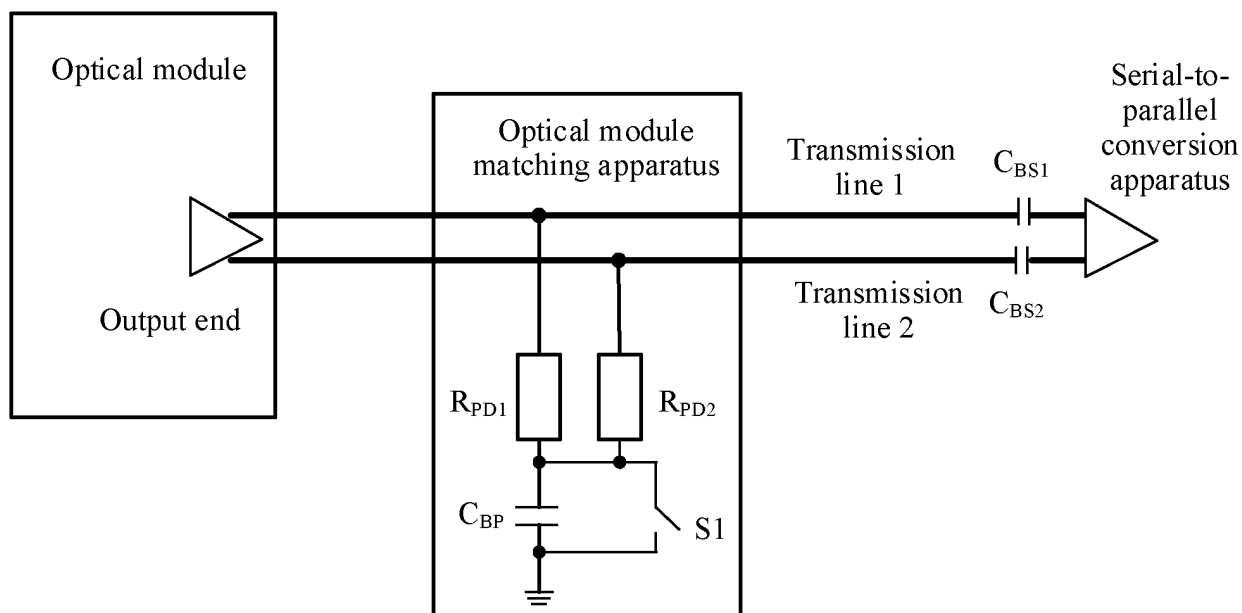 Optical module
Output end
Optical module
matching apparatus
R_PD1
R_PD2
C_BP
S1
Transmission
line 1
C_BS1
Transmission
line 2
C_BS2
Serial-to-
parallel
conversion
apparatus